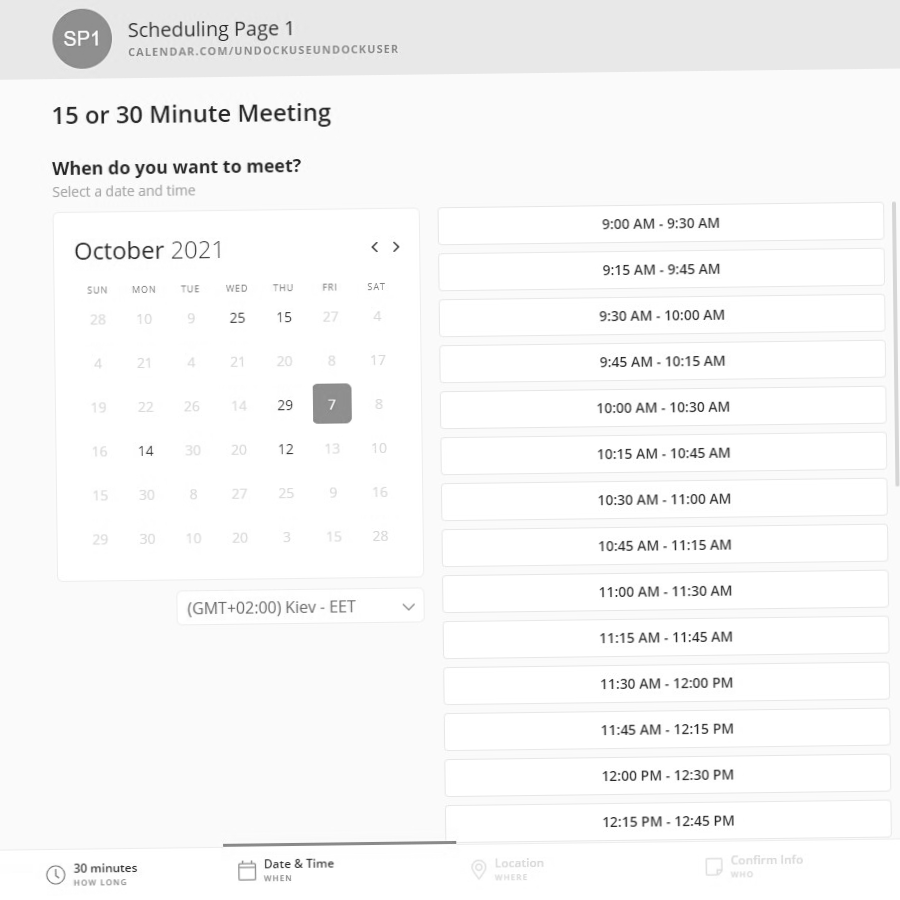 SP1
Scheduling Page 1
CALENDAR.COM/UNDOCKUSEUNDOCKUSER
15 or 30 Minute Meeting
When do you want to meet?
Select a date and time
October 2021
SUN MON TUE WED THU FRI SAT
28 10 9 25 15 27 4
4 21 4 21 20 8 17
19 22 26 14 29 7 8
16 14 30 20 12 13 10
15 30 8 27 25 9 16
29 30 10 20 3 15 28
(GMT+02:00) Kiev - EET
9:00 AM - 9:30 AM
9:15 AM - 9:45 AM
9:30 AM - 10:00 AM
9:45 AM - 10:15 AM
10:00 AM - 10:30 AM
10:15 AM - 10:45 AM
10:30 AM - 11:00 AM
10:45 AM - 11:15 AM
11:00 AM - 11:30 AM
11:15 AM - 11:45 AM
11:30 AM - 12:00 PM
11:45 AM - 12:15 PM
12:00 PM - 12:30 PM
12:15 PM - 12:45 PM
30 minutes
HOW LONG
Date & Time
WHEN
Location
WHERE
Confirm Info
WHO